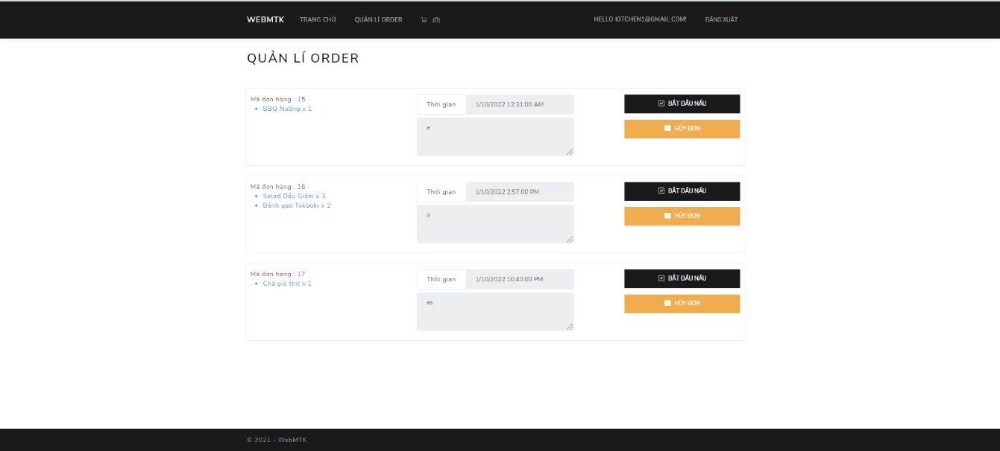 WEBMTK TRANG CHỦ QUẢN LÍ ORDER (0) HELLO KITCHEN1@GMAIL.COM! ĐĂNG XUẤT
QUẢN LÍ ORDER
Mã đơn hàng : 15
BBQ Nướng x 1
Thời gian 1/10/2022 12:31:00 AM
a
BẮT ĐẦU NẤU
HỦY ĐƠN
Mã đơn hàng : 16
Salad Dầu Giấm x 3
Bánh gạo Tokboki x 2
Thời gian 1/10/2022 2:57:00 PM
a
BẮT ĐẦU NẤU
HỦY ĐƠN
Mã đơn hàng : 17
Chả giò thịt x 1
Thời gian 1/10/2022 10:43:00 PM
as
BẮT ĐẦU NẤU
HỦY ĐƠN
© 2021 - WebMTK